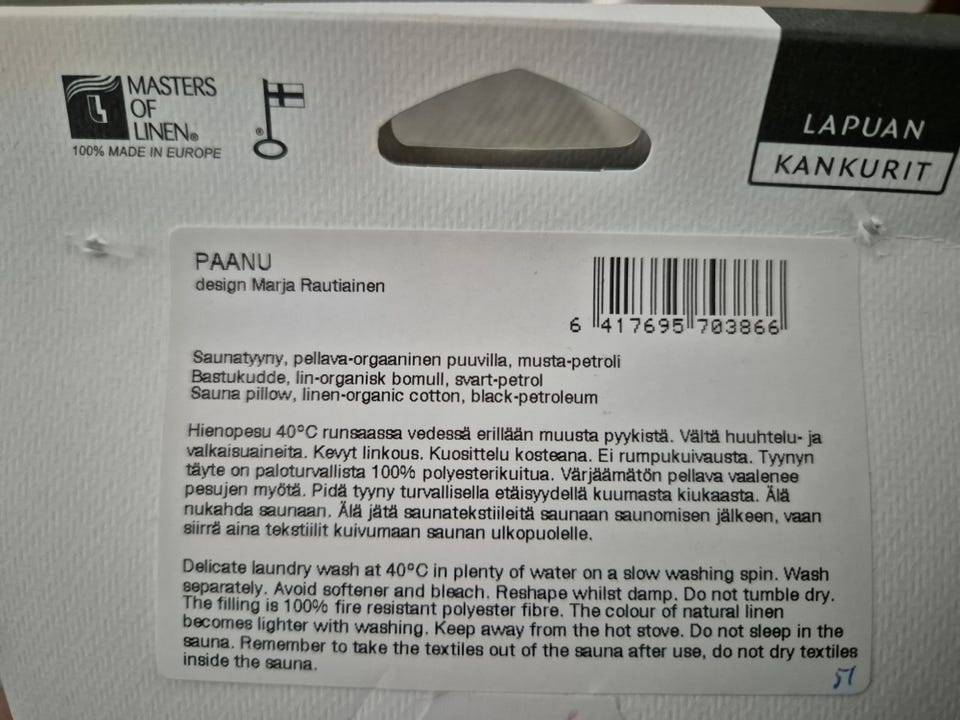 MASTERS
OF
LINEN®
100% MADE IN EUROPE
®
LAPUAN
KANKURIT
PAANU
design Marja Rautiainen
6 417695 703866
Saunatyyny, pellava-orgaaninen puuvilla, musta-petroli
Bastukudde, lin-organisk bomull, svart-petrol
Sauna pillow, linen-organic cotton, black-petroleum
Hienopesu 40°C runsaassa vedessä erillään muusta pyykistä. Vältä huuhtelu- ja
valkaisuaineita. Kevyt linkous. Kuosittelu kosteana. Ei rumpukuivausta. Tyynyn
täyte on paloturvallista 100% polyesterikuitua. Värjäämätön pellava vaalenee
pesujen myötä. Pidä tyyny turvallisella etäisyydellä kuumasta kiukaasta. Älä
nukahda saunaan. Älä jätä saunatekstiileitä saunaan saunomisen jälkeen, vaan
siirrä aina tekstiilit kuivumaan saunan ulkopuolelle.
Delicate laundry wash at 40°C in plenty of water on a slow washing spin. Wash
separately. Avoid softener and bleach. Reshape whilst damp. Do not tumble dry.
The filling is 100% fire resistant polyester fibre. The colour of natural linen
becomes lighter with washing. Keep away from the hot stove. Do not sleep in the
sauna. Remember to take the textiles out of the sauna after use, do not dry textiles
inside the sauna.